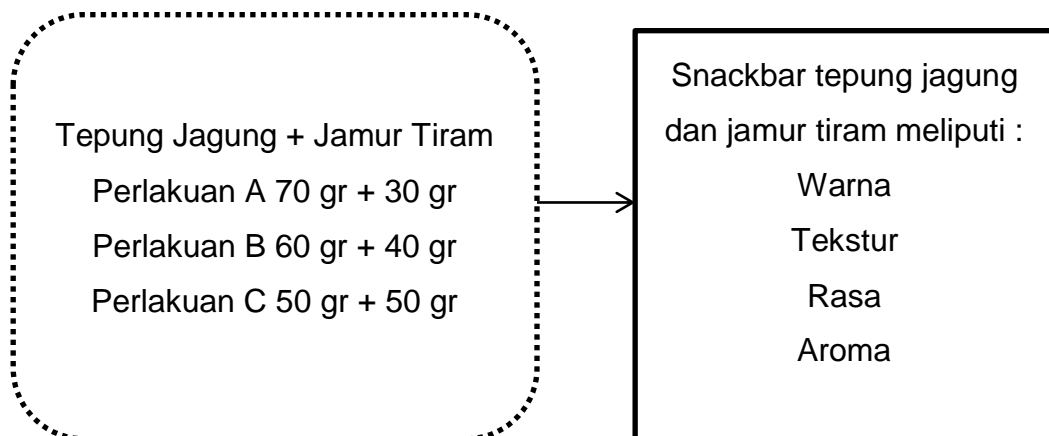 Tepung Jagung + Jamur Tiram
Perlakuan A 70 gr + 30 gr
Perlakuan B 60 gr + 40 gr
Perlakuan C 50 gr + 50 gr
Snackbar tepung jagung
dan jamur tiram meliputi :
Warna
Tekstur
Rasa
Aroma